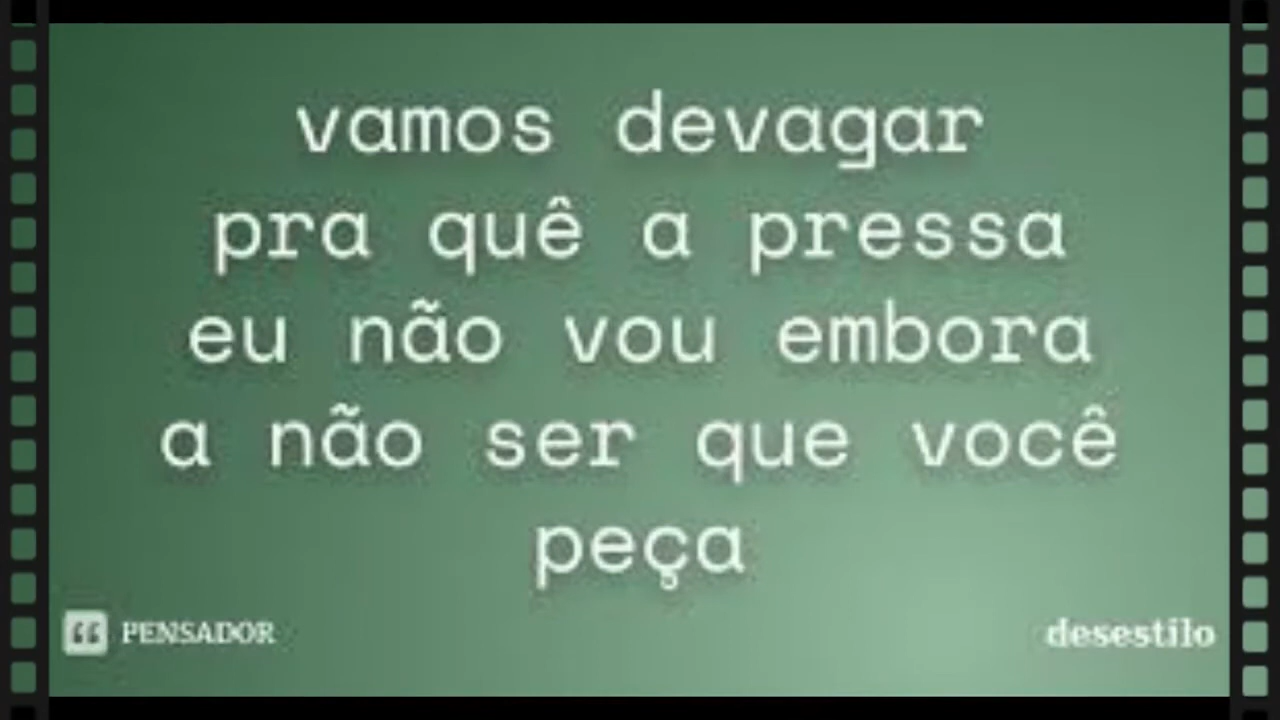 vamos devagar
pra quê a pressa
eu não vou embora
a não ser que você
peça
PENSADOR
desestilo